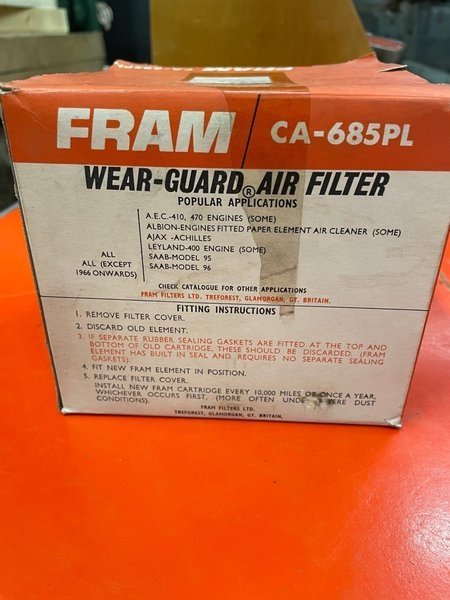 FRAM
CA-685PL
WEAR-GUARD® AIR FILTER
POPULAR APPLICATIONS
A.E.C.-410, 470 ENGINES (SOME)
ALBION-ENGINES FITTED PAPER ELEMENT AIR CLEANER (SOME)
AJAX -ACHILLES
LEYLAND-400 ENGINE (SOME)
ALL SAAB-MODEL 95
ALL (EXCEPT SAAB-MODEL 96
1966 ONWARDS)
CHECK CATALOGUE FOR OTHER APPLICATIONS
FRAM FILTERS LTD. TREFOREST, GLAMORGAN, GT. BRITAIN.
FITTING INSTRUCTIONS
1. REMOVE FILTER COVER.
2. DISCARD OLD ELEMENT.
3. IF SEPARATE RUBBER SEALING GASKETS ARE FITTED AT THE TOP AND
BOTTOM OF OLD CARTRIDGE, THESE SHOULD BE DISCARDED. (FRAM
ELEMENT HAS BUILT IN SEAL AND REQUIRES NO SEPARATE SEALING
GASKETS).
4. FIT NEW FRAM ELEMENT IN POSITION.
5. REPLACE FILTER COVER.
INSTALL NEW FRAM CARTRIDGE EVERY 10,000 MILES OR ONCE A YEAR,
WHICHEVER OCCURS FIRST. (MORE OFTEN UNDER DUST
CONDITIONS).
FRAM FILTERS LTD.
TREFOREST, GLAMORGAN, GT. BRITAIN.